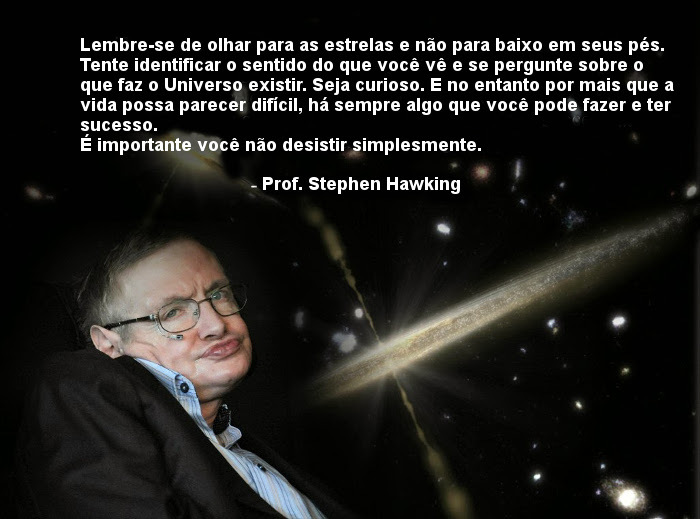 Lembre-se de olhar para as estrelas e não para baixo em seus pés.
Tente identificar o sentido do que você vê e se pergunte sobre o
que faz o Universo existir. Seja curioso. E no entanto por mais que a
vida possa parecer difícil, há sempre algo que você pode fazer e ter
sucesso.
É importante você não desistir simplesmente.
- Prof. Stephen Hawking